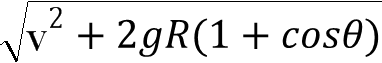 √(v² + 2gR(1 + cosθ))